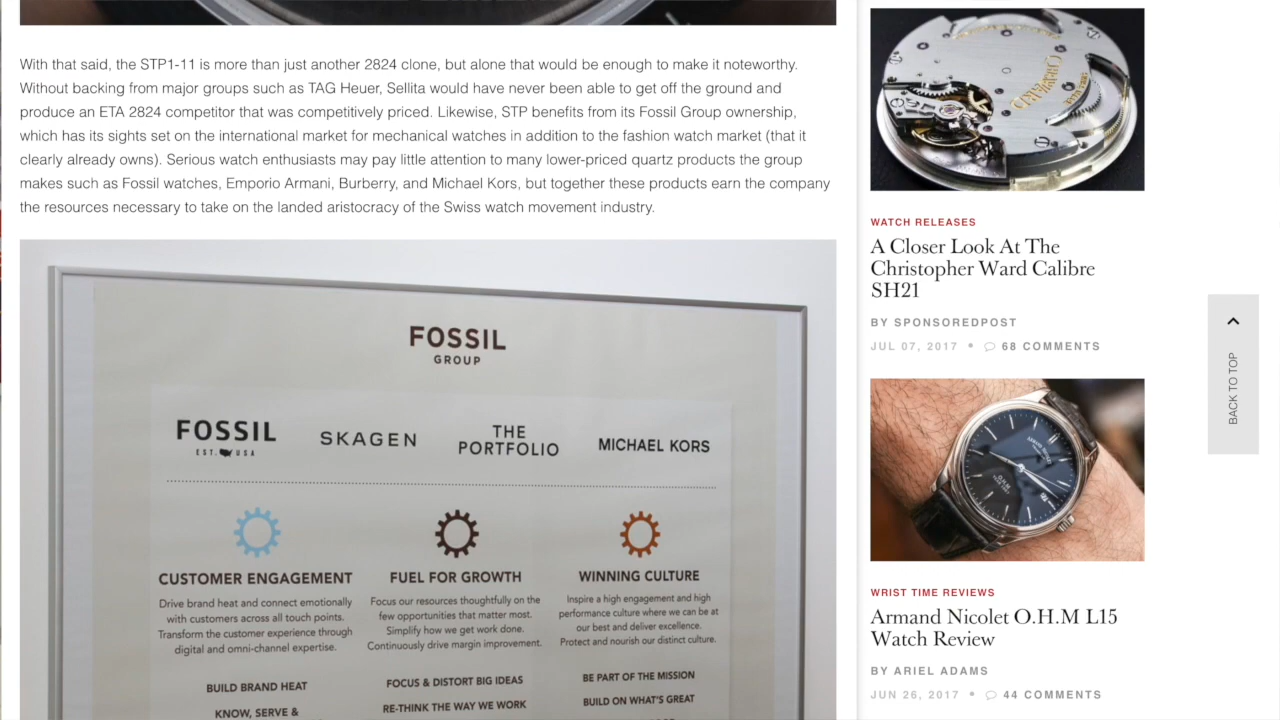 With that said, the STP1-11 is more than just another 2824 clone, but alone that would be enough to make it noteworthy.
Without backing from major groups such as TAG Heuer, Sellita would have never been able to get off the ground and
produce an ETA 2824 competitor that was competitively priced. Likewise, STP benefits from its Fossil Group ownership,
which has its sights set on the international market for mechanical watches in addition to the fashion watch market (that it
clearly already owns). Serious watch enthusiasts may pay little attention to many lower-priced quartz products the group
makes such as Fossil watches, Emporio Armani, Burberry, and Michael Kors, but together these products earn the company
the resources necessary to take on the landed aristocracy of the Swiss watch movement industry.
FOSSIL
GROUP
FOSSIL
EST. USA
SKAGEN
THE
PORTFOLIO
MICHAEL KORS
CUSTOMER ENGAGEMENT
Drive brand heat and connect emotionally
with customers across all touch points.
Transform the customer experience through
digital and omni-channel expertise.
BUILD BRAND HEAT
KNOW, SERVE &
FUEL FOR GROWTH
Focus our resources thoughtfully on the
few opportunities that matter most.
Simplify how we get work done.
Continuously drive margin improvement.
FOCUS & DISTORT BIG IDEAS
RE-THINK THE WAY WE WORK
WINNING CULTURE
Inspire a high engagement and high
performance culture where we can be at
our best and deliver excellence.
Protect and nourish our distinct culture.
BE PART OF THE MISSION
BUILD ON WHAT'S GREAT
CHR.WARD
WATCH RELEASES
A Closer Look At The
Christopher Ward Calibre
SH21
BY SPONSOREDPOST
JUL 07, 2017 • 68 COMMENTS
ARMAND NICOLET
O.H.M
WRIST TIME REVIEWS
Armand Nicolet O.H.M L15
Watch Review
BY ARIEL ADAMS
JUN 26, 2017 • 44 COMMENTS
BACK TO TOP